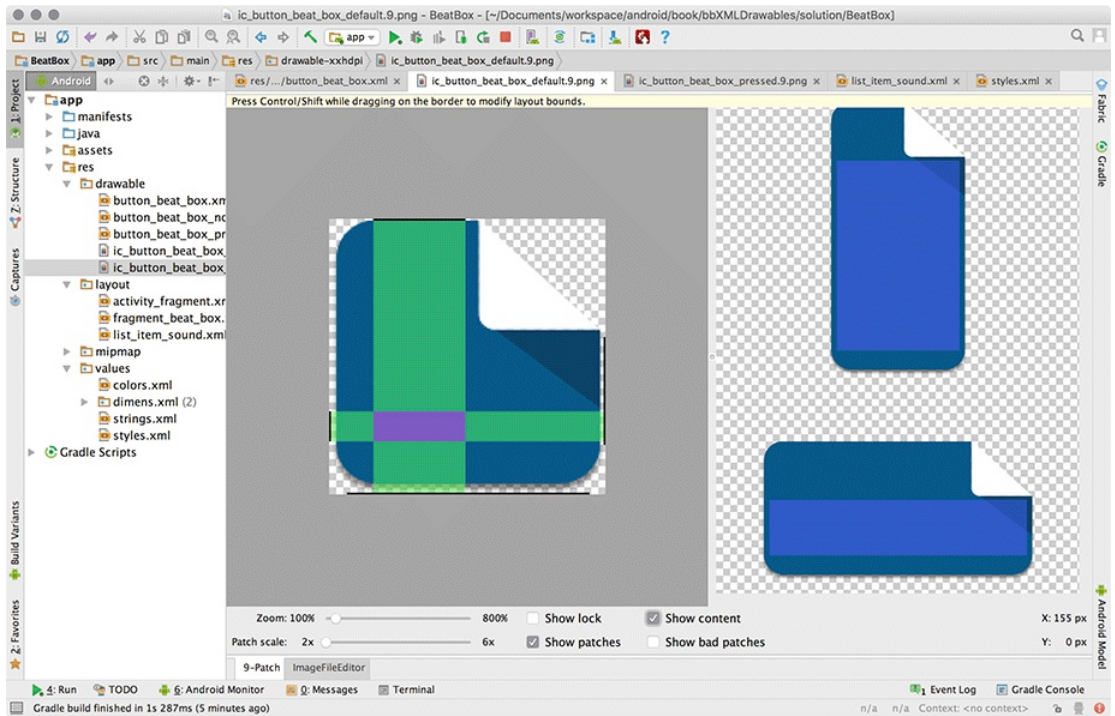 ic_button_beat_box_default.9.png - BeatBox - [~/Documents/workspace/android/book/bbXMLDrawables/solution/BeatBox]
app
BeatBox app src main res drawable-xxhdpi ic_button_beat_box_default.9.png
Android
res/.../button_beat_box.xml ic_button_beat_box_default.9.png ic_button_beat_box_pressed.9.png list_item_sound.xml styles.xml
Press Control/Shift while dragging on the border to modify layout bounds.
1: Project
Z: Structure
Captures
Build Variants
2: Favorites
app
manifests
java
assets
res
drawable
button_beat_box.xm
button_beat_box_no
button_beat_box_pr
ic_button_beat_box_
ic_button_beat_box_
layout
activity_fragment.xr
fragment_beat_box.
list_item_sound.xml
mipmap
values
colors.xml
dimens.xml (2)
strings.xml
styles.xml
Gradle Scripts
Fabric
Gradle
Android Model
Zoom: 100% 800% Show lock Show content X: 155 px
Patch scale: 2x 6x Show patches Show bad patches Y: 0 px
9-Patch ImageFileEditor
4: Run TODO 6: Android Monitor 0: Messages Terminal 1 Event Log Gradle Console
Gradle build finished in 1s 287ms (5 minutes ago) n/a n/a Context: <no context>